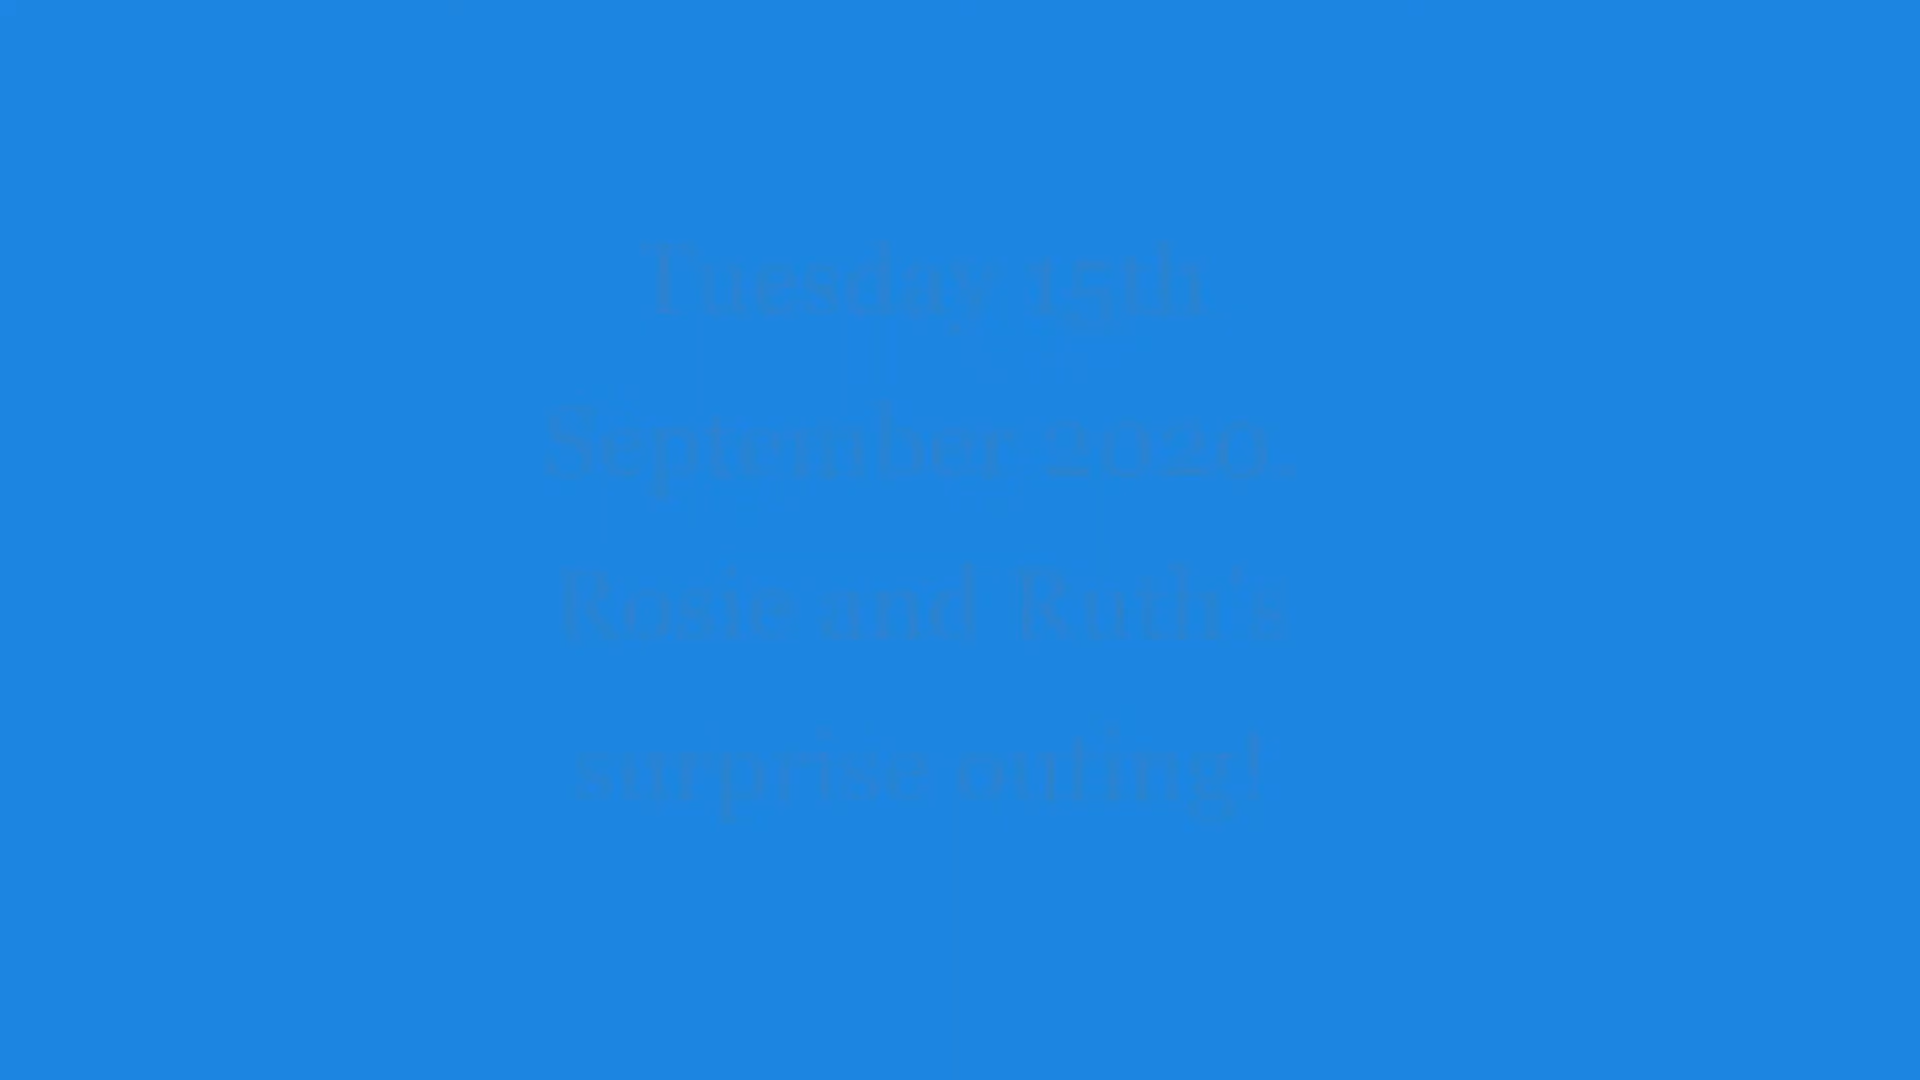 Tuesday 15th
September 2020.
Rosie and Ruth's
surprise outing!